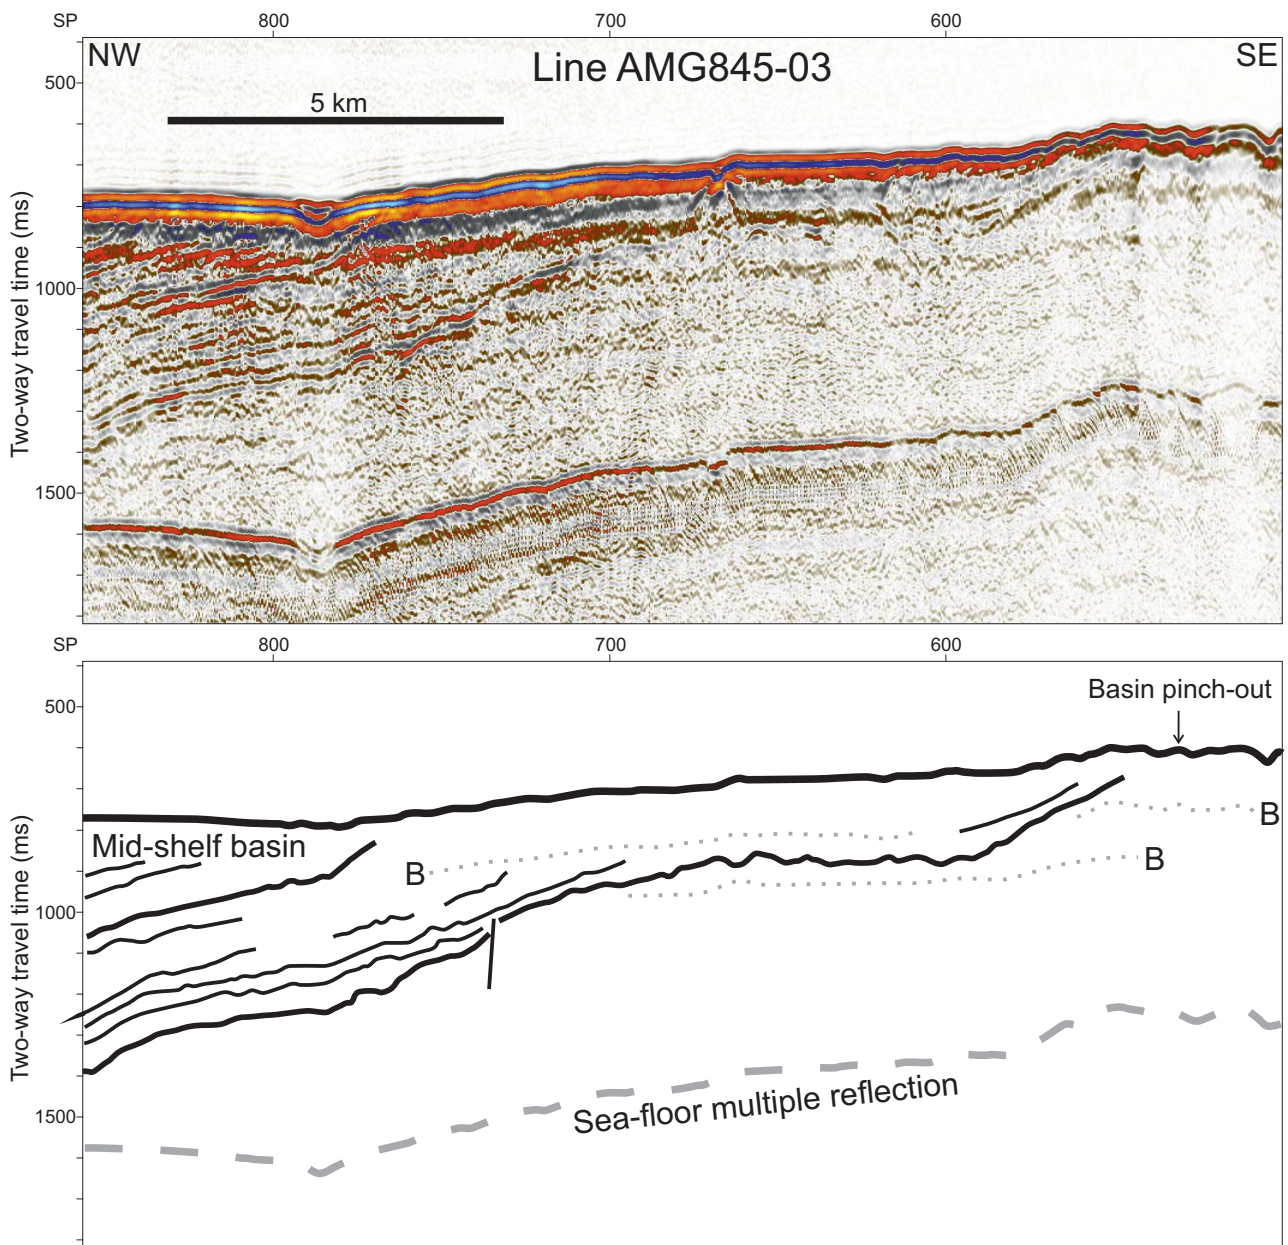 SP 800 700 600
NW Line AMG845-03 SE
500
5 km
1000
1500
Two-way travel time (ms)
SP 800 700 600
Basin pinch-out
500
Mid-shelf basin
B
B
B
1000
1500
Sea-floor multiple reflection
Two-way travel time (ms)